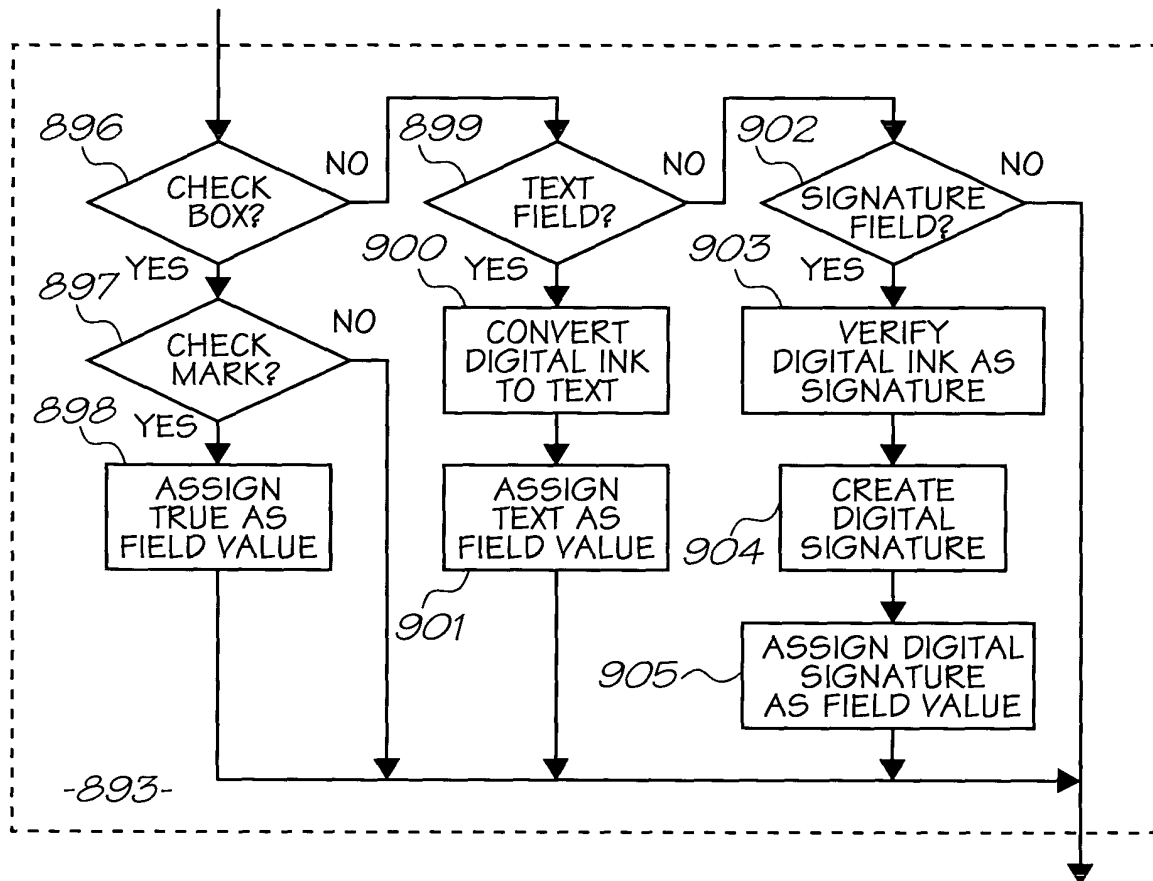 896
CHECK
BOX?
NO
YES
897
CHECK
MARK?
NO
YES
898
ASSIGN
TRUE AS
FIELD VALUE
899
TEXT
FIELD?
NO
YES
900
CONVERT
DIGITAL INK
TO TEXT
ASSIGN
TEXT AS
FIELD VALUE
901
902
SIGNATURE
FIELD?
NO
YES
903
VERIFY
DIGITAL INK AS
SIGNATURE
CREATE
DIGITAL
SIGNATURE
904
905
ASSIGN DIGITAL
SIGNATURE
AS FIELD VALUE
-893-